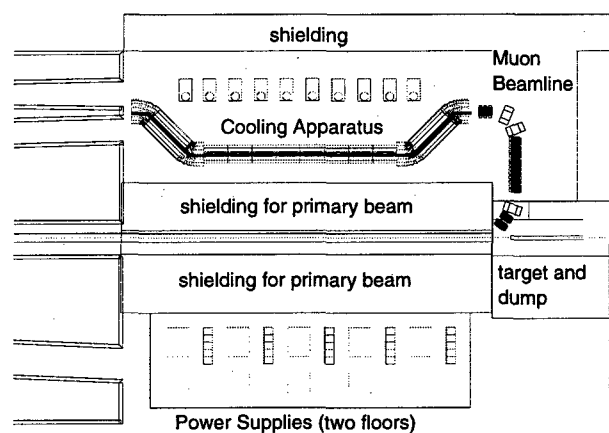 shielding
Muon
Beamline
Cooling Apparatus
shielding for primary beam
shielding for primary beam
target and
dump
Power Supplies (two floors)